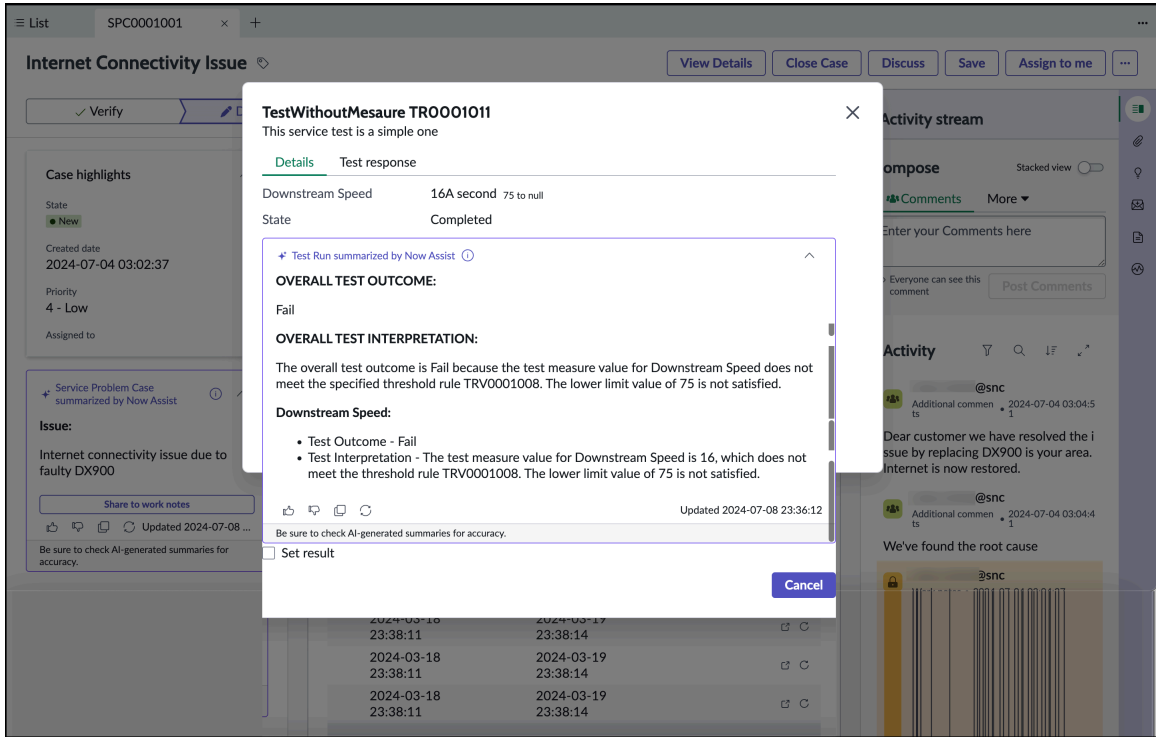 List
SPC0001001
Internet Connectivity Issue
View Details
Close Case
Discuss
Save
Assign to me
Verify
Case highlights
State
New
Created date
2024-07-04 03:02:37
Priority
4 - Low
Assigned to
Service Problem Case
summarized by Now Assist
Issue:
Internet connectivity issue due to
faulty DX900
Share to work notes
Updated 2024-07-08 ...
Be sure to check AI-generated summaries for
accuracy.
TestWithoutMesaure TR0001011
This service test is a simple one
Details
Test response
Downstream Speed
16A second 75 to null
State
Completed
Test Run summarized by Now Assist
OVERALL TEST OUTCOME:
Fail
OVERALL TEST INTERPRETATION:
The overall test outcome is Fail because the test measure value for Downstream Speed does not
meet the specified threshold rule TRV0001008. The lower limit value of 75 is not satisfied.
Downstream Speed:
• Test Outcome - Fail
• Test Interpretation - The test measure value for Downstream Speed is 16, which does not
meet the threshold rule TRV0001008. The lower limit value of 75 is not satisfied.
Updated 2024-07-08 23:36:12
Be sure to check AI-generated summaries for accuracy.
Set result
Cancel
2024-03-18
23:38:11
2024-03-19
23:38:14
2024-03-18
23:38:11
2024-03-19
23:38:14
2024-03-18
23:38:11
2024-03-19
23:38:14
Activity stream
ompose
Stacked view
Comments
More
Enter your Comments here
Everyone can see this
comment
Post Comments
Activity
@snc
Additional commen
ts
• 2024-07-04 03:04:5
1
Dear customer we have resolved the i
ssue by replacing DX900 is your area.
Internet is now restored.
@snc
Additional commen
ts
• 2024-07-04 03:04:4
1
We've found the root cause
@snc